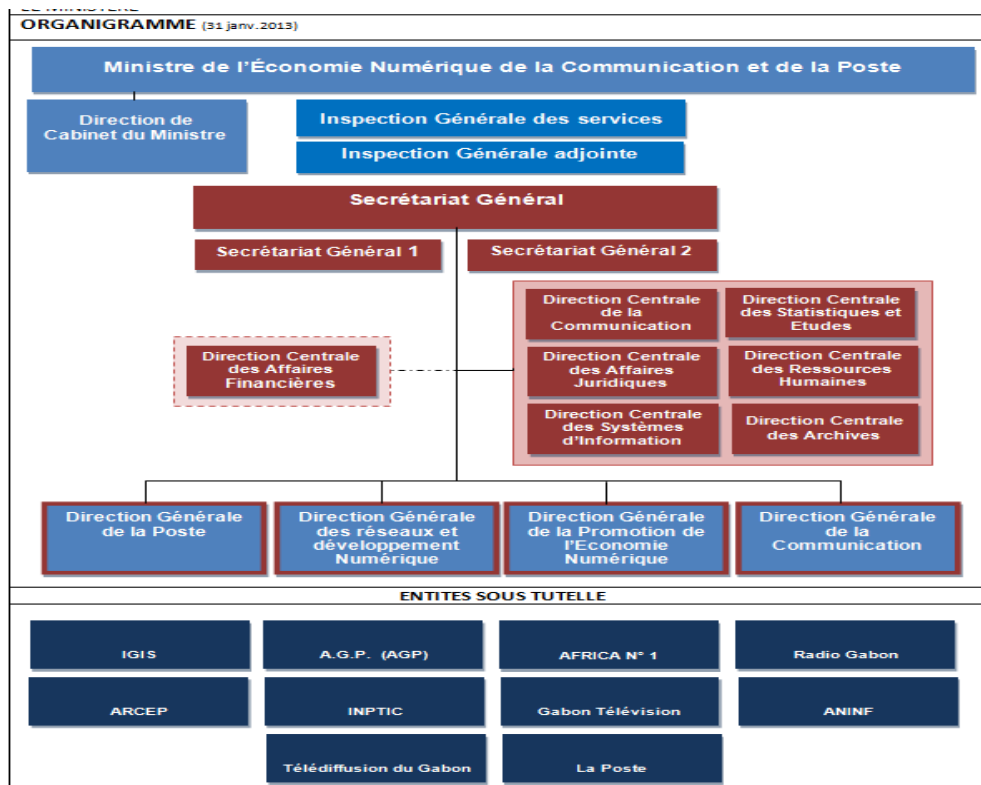 LE MINISTERE
ORGANIGRAMME (31 janv.2013)
Ministre de l'Économie Numérique de la Communication et de la Poste
Direction de
Cabinet du Ministre
Inspection Générale des services
Inspection Générale adjointe
Secrétariat Général
Secrétariat Général 1
Secrétariat Général 2
Direction Centrale
des Affaires
Financières
Direction Centrale
de la
Communication
Direction Centrale
des Statistiques et
Etudes
Direction Centrale
des Affaires
Juridiques
Direction Centrale
des Ressources
Humaines
Direction Centrale
des Systèmes
d'Information
Direction Centrale
des Archives
Direction Générale
de la Poste
Direction Générale
des réseaux et
développement
Numérique
Direction Générale
de la Promotion de
l'Economie
Numérique
Direction Générale
de la
Communication
ENTITES SOUS TUTELLE
IGIS
A.G.P. (AGP)
AFRICA N° 1
Radio Gabon
ARCEP
INPTIC
Gabon Télévision
ANINF
Télédiffusion du Gabon
La Poste